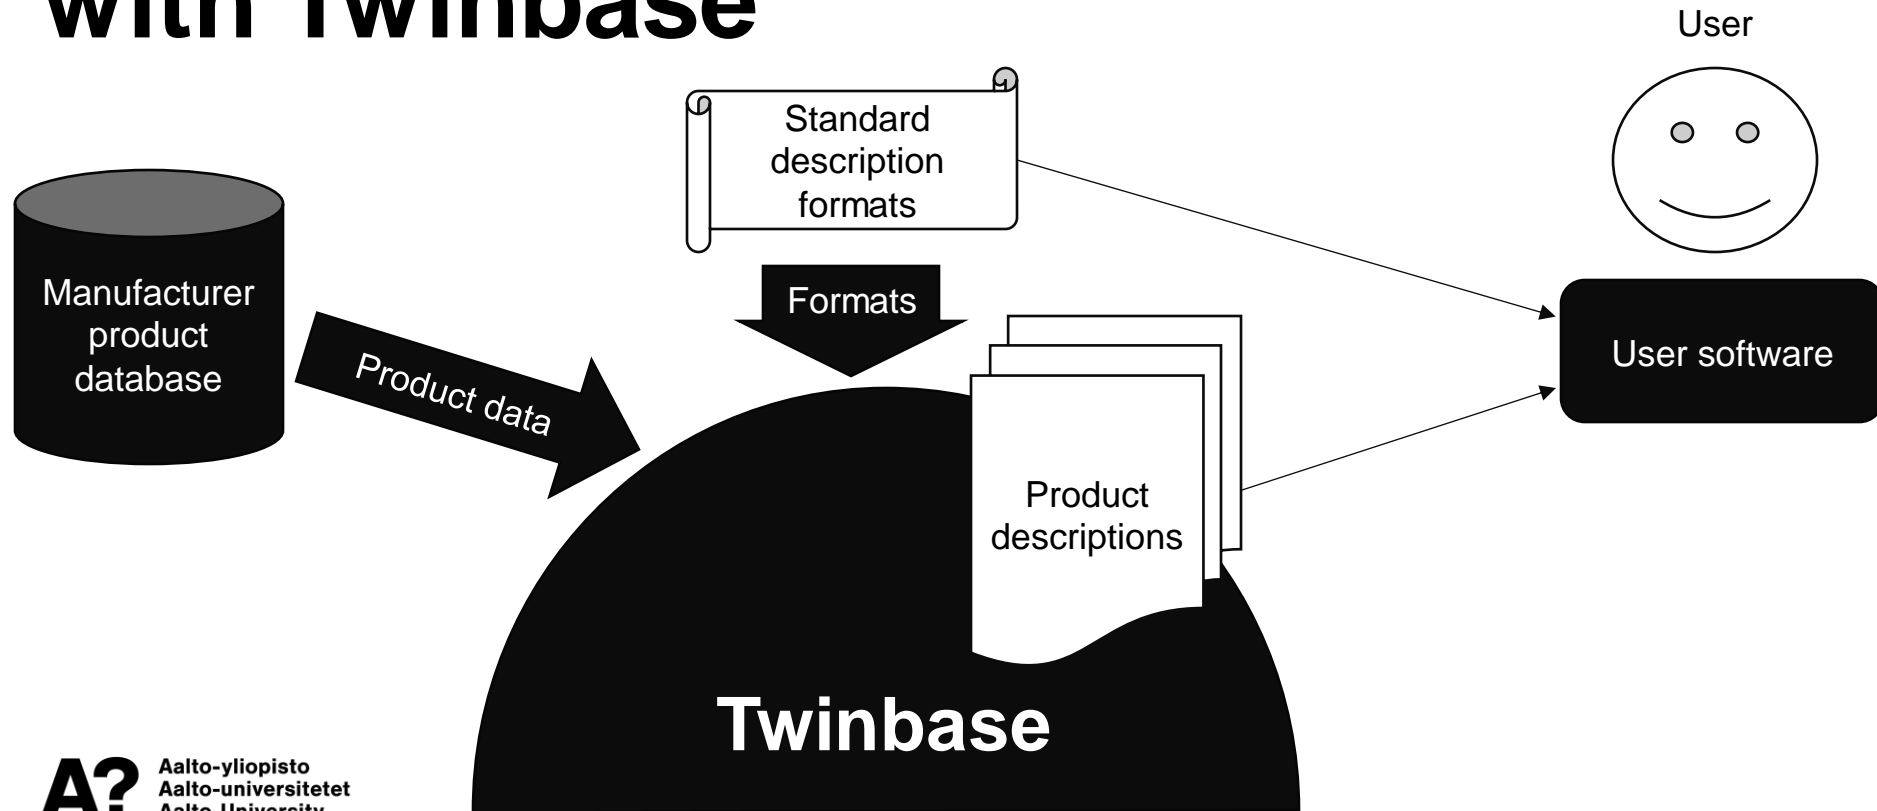 with Twinbase
User
Standard
description
formats
Manufacturer
product
database
Formats
Product data
User software
Product
descriptions
Twinbase
A?
Aalto-yliopisto
Aalto-universitetet
Aalto University